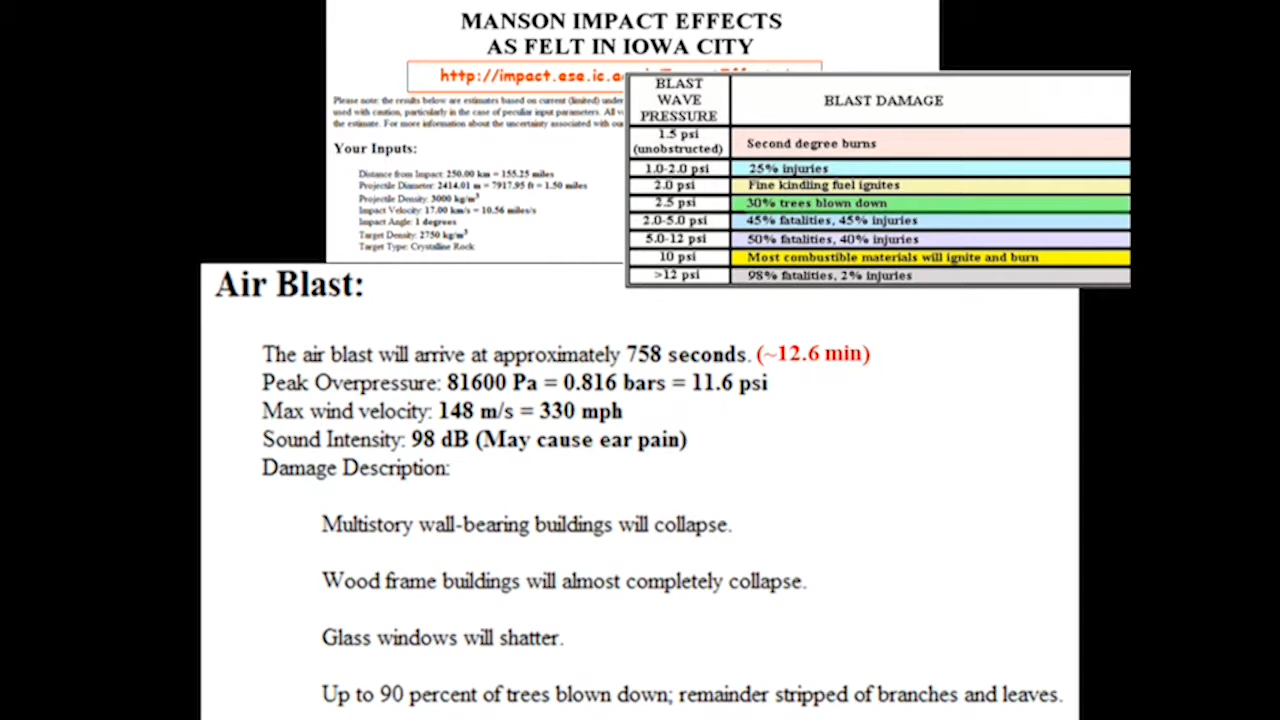 MANSON IMPACT EFFECTS
AS FELT IN IOWA CITY
http://impact.ese.ic.a
Please note: the results below are estimates based on current (limited) under
used with caution, particularly in the case of peculiar input parameters. All v
the estimate. For more information about the uncertainty associated with our
Your Inputs:
Distance from Impact: 250.00 km = 155.25 miles
Projectile Diameter: 2414.01 m = 7917.95 ft = 1.50 miles
Projectile Density: 3000 kg/m³
Impact Velocity: 17.00 km/s = 10.56 miles/s
Impact Angle: 1 degrees
Target Density: 2750 kg/m³
Target Type: Crystalline Rock
BLAST WAVE PRESSURE BLAST DAMAGE
1.5 psi (unobstructed) Second degree burns
1.0-2.0 psi 25% injuries
2.0 psi Fine kindling fuel ignites
2.5 psi 30% trees blown down
2.0-5.0 psi 45% fatalities, 45% injuries
5.0-12 psi 50% fatalities, 40% injuries
10 psi Most combustible materials will ignite and burn
>12 psi 98% fatalities, 2% injuries
Air Blast:
The air blast will arrive at approximately 758 seconds. (~12.6 min)
Peak Overpressure: 81600 Pa = 0.816 bars = 11.6 psi
Max wind velocity: 148 m/s = 330 mph
Sound Intensity: 98 dB (May cause ear pain)
Damage Description:
Multistory wall-bearing buildings will collapse.
Wood frame buildings will almost completely collapse.
Glass windows will shatter.
Up to 90 percent of trees blown down; remainder stripped of branches and leaves.